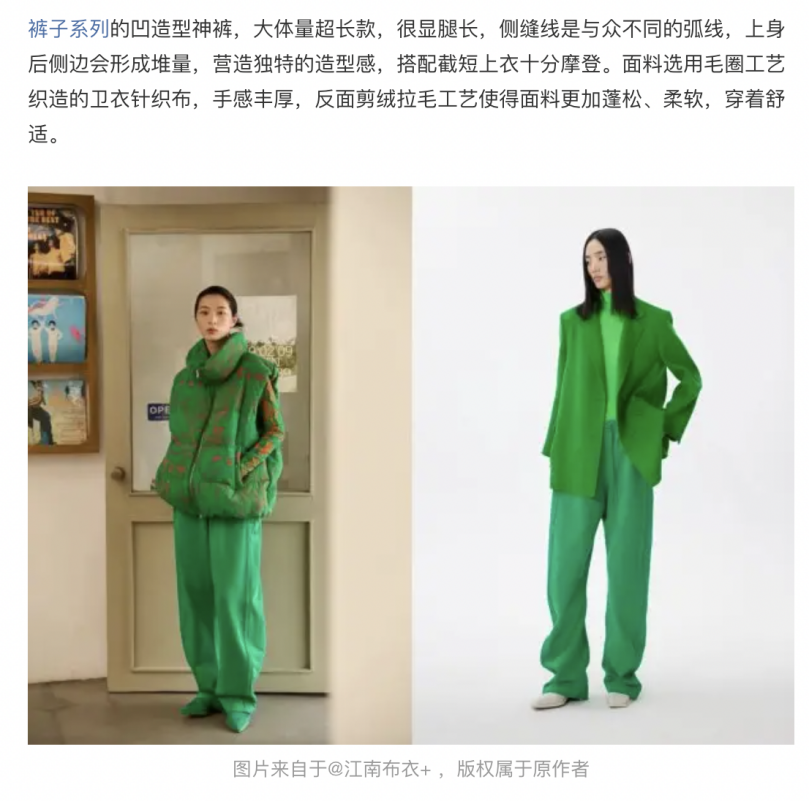 裤子系列的凹造型神裤，大体量超长款，很显腿长，侧缝线是与众不同的弧线，上身
后侧边会形成堆量，营造独特的造型感，搭配截短上衣十分摩登。面料选用毛圈工艺
织造的卫衣针织布，手感丰厚，反面剪绒拉毛工艺使得面料更加蓬松、柔软，穿着舒
适。
OPE
图片来自于@江南布衣+ ，版权属于原作者